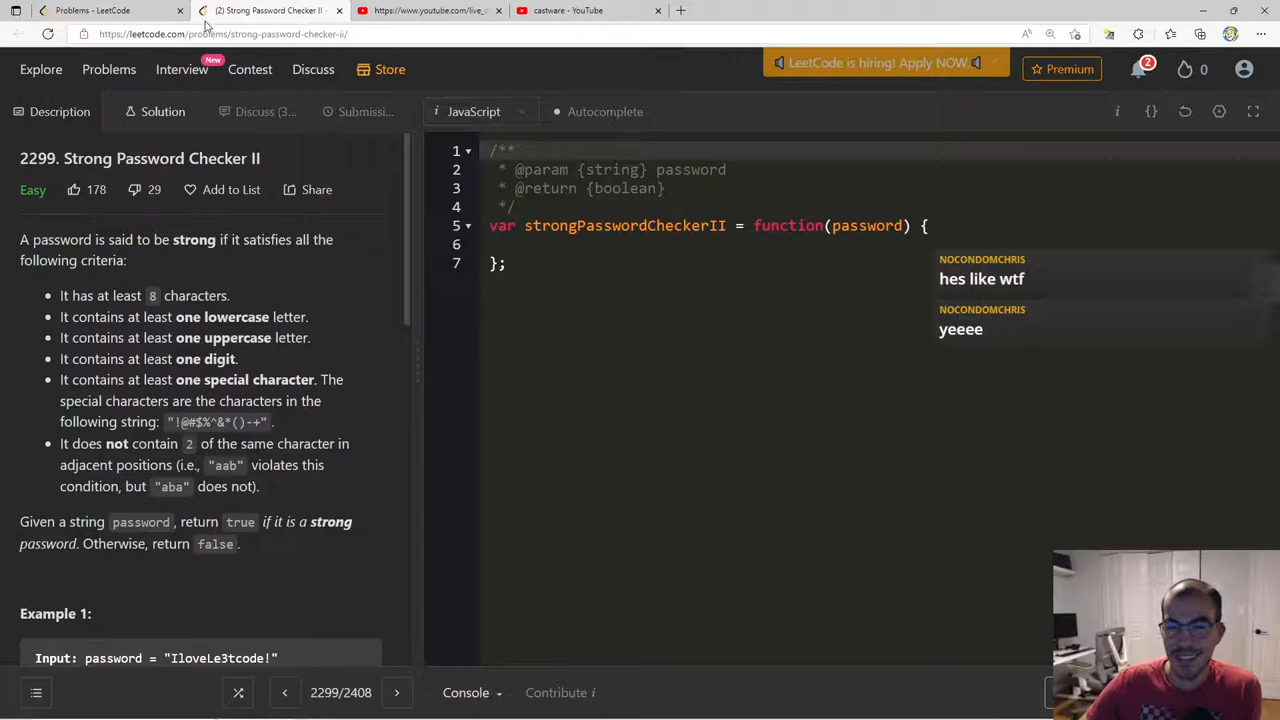 Problems - LeetCode
(2) Strong Password Checker II -
https://www.youtube.com/live_c
castware - YouTube
https://leetcode.com/problems/strong-password-checker-ii/
Explore
Problems
Interview
New
Contest
Discuss
Store
LeetCode is hiring! Apply NOW.
Premium
2
0
Description
Solution
Discuss (3...
Submissi...
i
JavaScript
Autocomplete
i
{}
2299. Strong Password Checker II
Easy
178
29
Add to List
Share
A password is said to be strong if it satisfies all the
following criteria:
It has at least 8 characters.
It contains at least one lowercase letter.
It contains at least one uppercase letter.
It contains at least one digit.
It contains at least one special character. The
special characters are the characters in the
following string: "!@#$%^&*()-+".
It does not contain 2 of the same character in
adjacent positions (i.e., "aab" violates this
condition, but "aba" does not).
Given a string password, return true if it is a strong
password. Otherwise, return false.
Example 1:
Input: password = "IloveLe3tcode!"
1 /**
2 * @param {string} password
3 * @return {boolean}
4 */
5 var strongPasswordCheckerII = function(password) {
6
7 };
NOCONDOMCHRIS
hes like wtf
NOCONDOMCHRIS
yeeee
2299/2408
Console
Contribute i